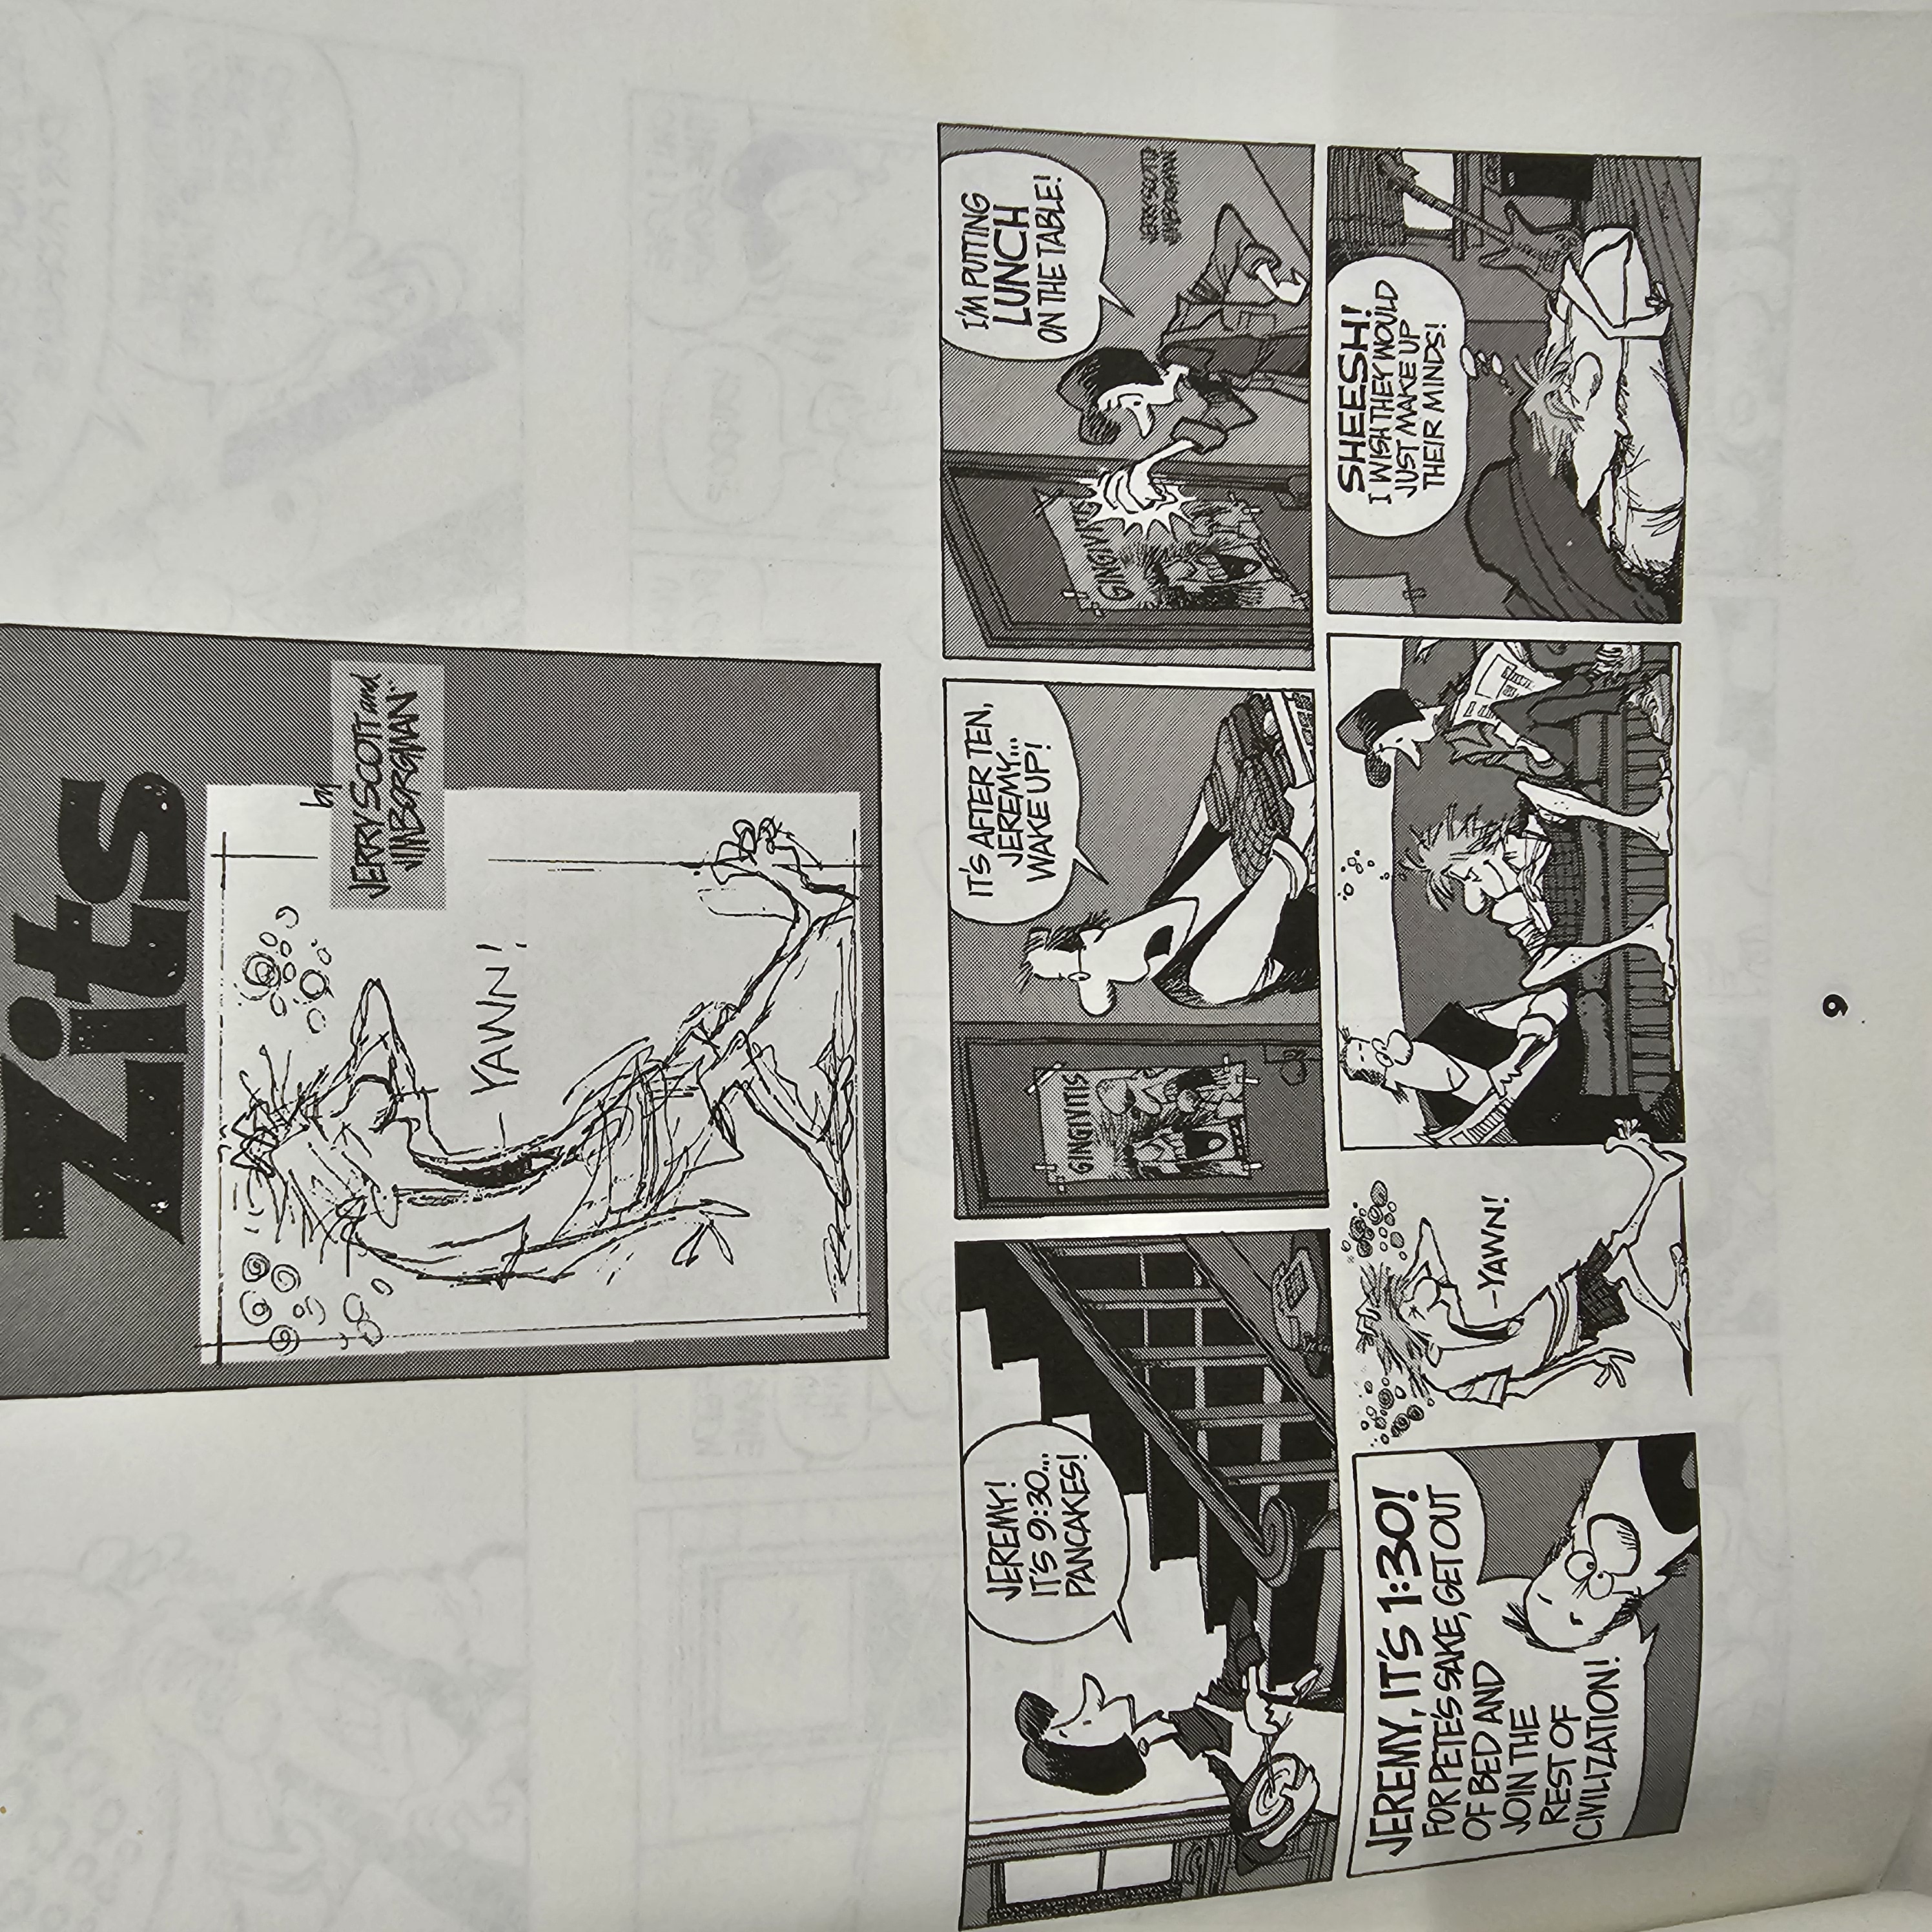 Zits
by
JERRY SCOTT and
JIM BORGMAN
YAWN!
JEREMY!
IT'S 9:30...
PANCAKES!
GINGIVITIS
IT'S AFTER TEN,
JEREMY...
WAKE UP!
GINGIVITIS
I'M PUTTING
LUNCH
ON THE TABLE!
JERRY SCOTT &
JIM BORGMAN
JEREMY, IT'S 1:30!
FOR PETE'S SAKE, GET OUT
OF BED AND
JOIN THE
REST OF
CIVILIZATION!
-YAWN!
SHEESH!
I WISH THEY WOULD
JUST MAKE UP
THEIR MINDS!
9